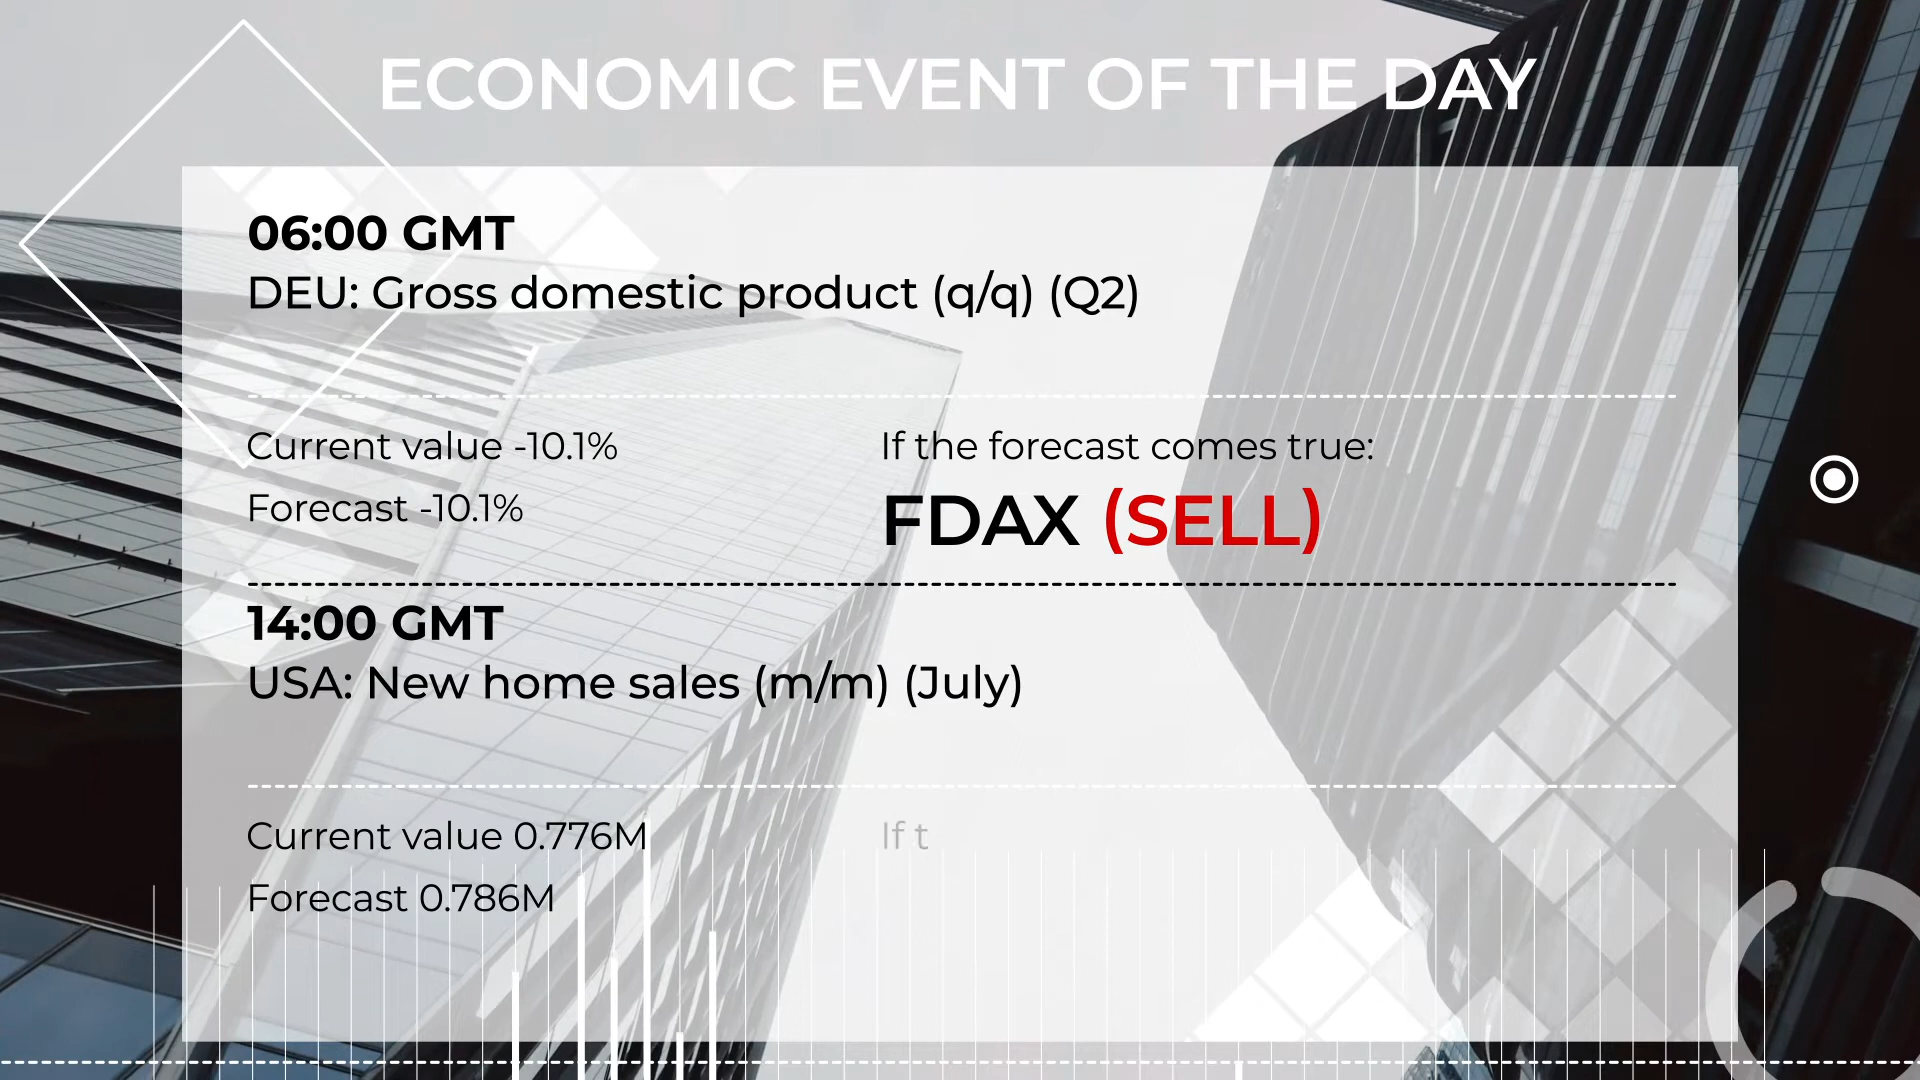 ECONOMIC EVENT OF THE DAY
06:00 GMT
DEU: Gross domestic product (q/q) (Q2)
Current value -10.1%
Forecast -10.1%
If the forecast comes true:
FDAX (SELL)
14:00 GMT
USA: New home sales (m/m) (July)
Current value 0.776M
Forecast 0.786M
If t